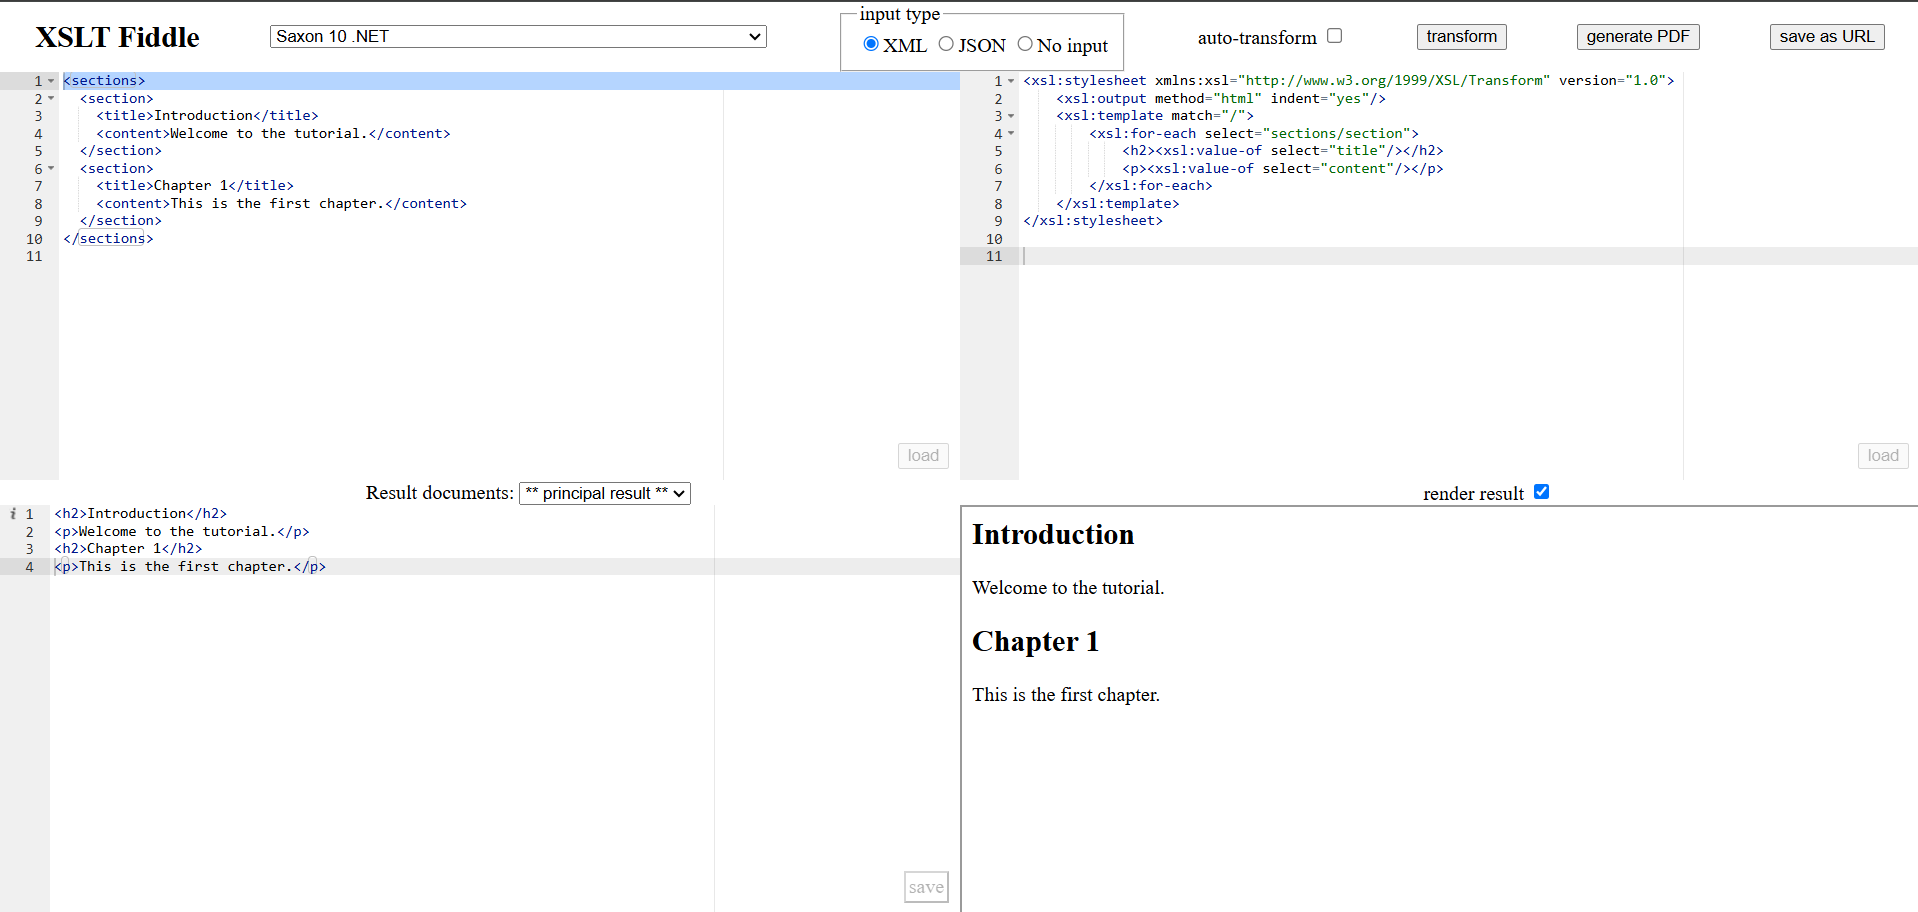 XSLT Fiddle
Saxon 10 .NET
input type
XML JSON No input
auto-transform
transform
generate PDF
save as URL
1 <sections>
2 <section>
3 <title>Introduction</title>
4 <content>Welcome to the tutorial.</content>
5 </section>
6 <section>
7 <title>Chapter 1</title>
8 <content>This is the first chapter.</content>
9 </section>
10 </sections>
11
load
1 <xsl:stylesheet xmlns:xsl="http://www.w3.org/1999/XSL/Transform" version="1.0">
2 <xsl:output method="html" indent="yes"/>
3 <xsl:template match="/">
4 <xsl:for-each select="sections/section">
5 <h2><xsl:value-of select="title"/></h2>
6 <p><xsl:value-of select="content"/></p>
7 </xsl:for-each>
8 </xsl:template>
9 </xsl:stylesheet>
10
11
load
Result documents: ** principal result **
render result
i 1 <h2>Introduction</h2>
2 <p>Welcome to the tutorial.</p>
3 <h2>Chapter 1</h2>
4 <p>This is the first chapter.</p>
save
Introduction
Welcome to the tutorial.
Chapter 1
This is the first chapter.